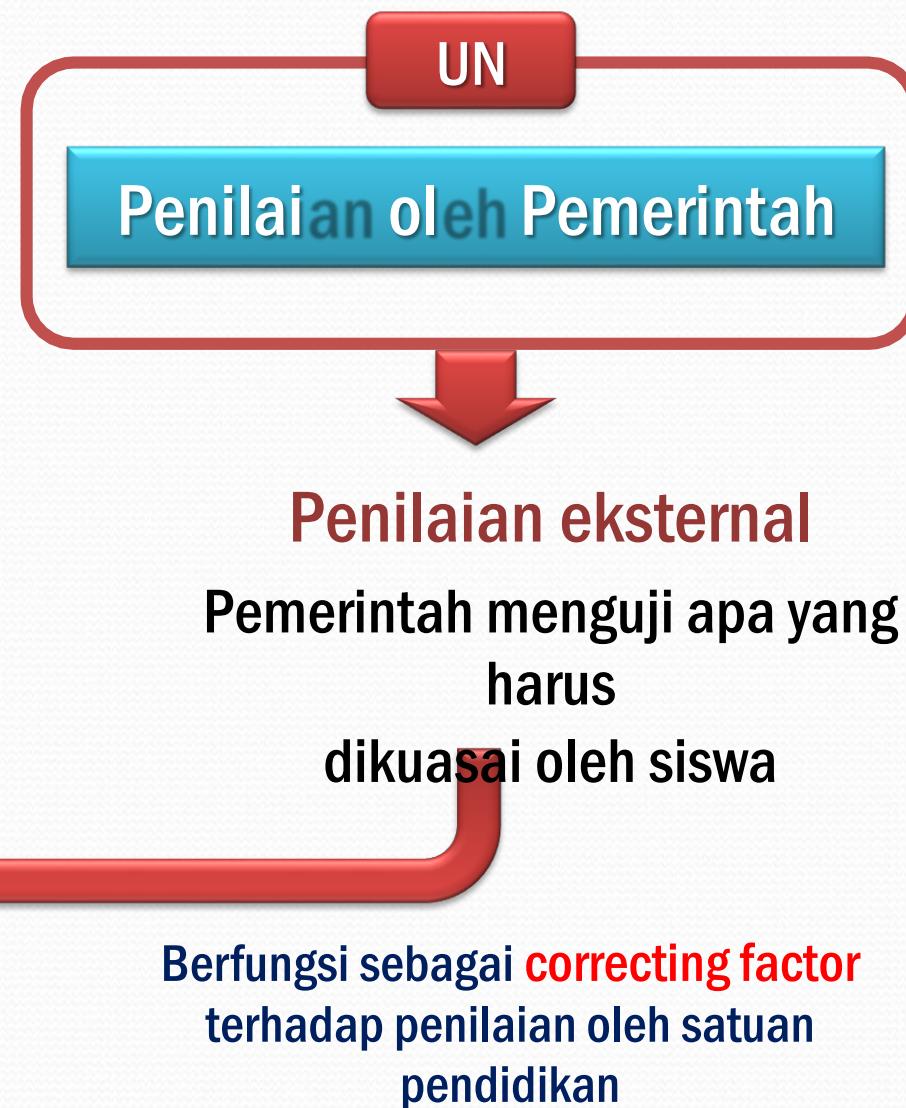 UN
Penilaian oleh Pemerintah
Penilaian eksternal
Pemerintah menguji apa yang
harus
dikuasai oleh siswa
Berfungsi sebagai correcting factor
terhadap penilaian oleh satuan
pendidikan